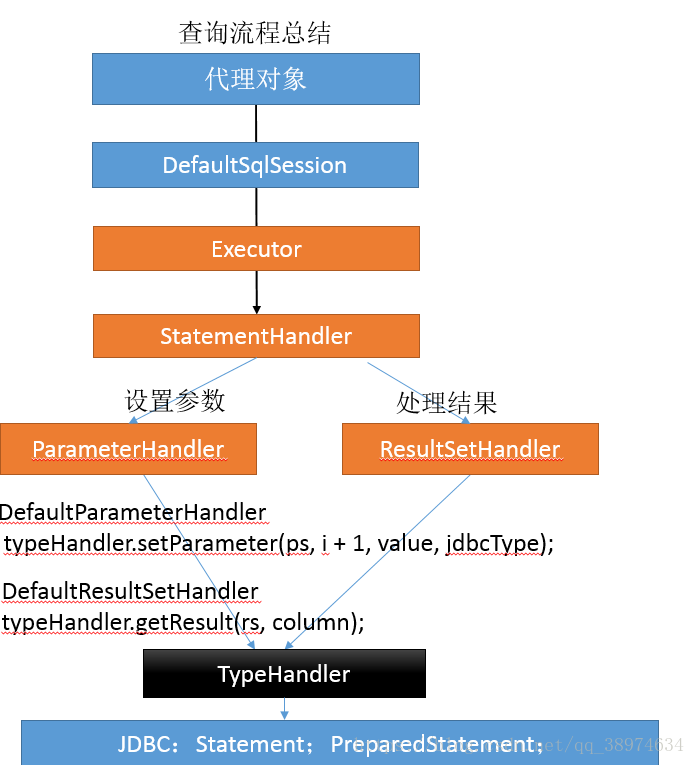 查询流程总结
代理对象
DefaultSqlSession
Executor
StatementHandler
设置参数
处理结果
ParameterHandler
ResultSetHandler
DefaultParameterHandler
typeHandler.setParameter(ps, i + 1, value, jdbcType);
DefaultResultSetHandler
typeHandler.getResult(rs, column);
TypeHandler
JDBC：Statement；PreparedStatement；
net/qq_38974634